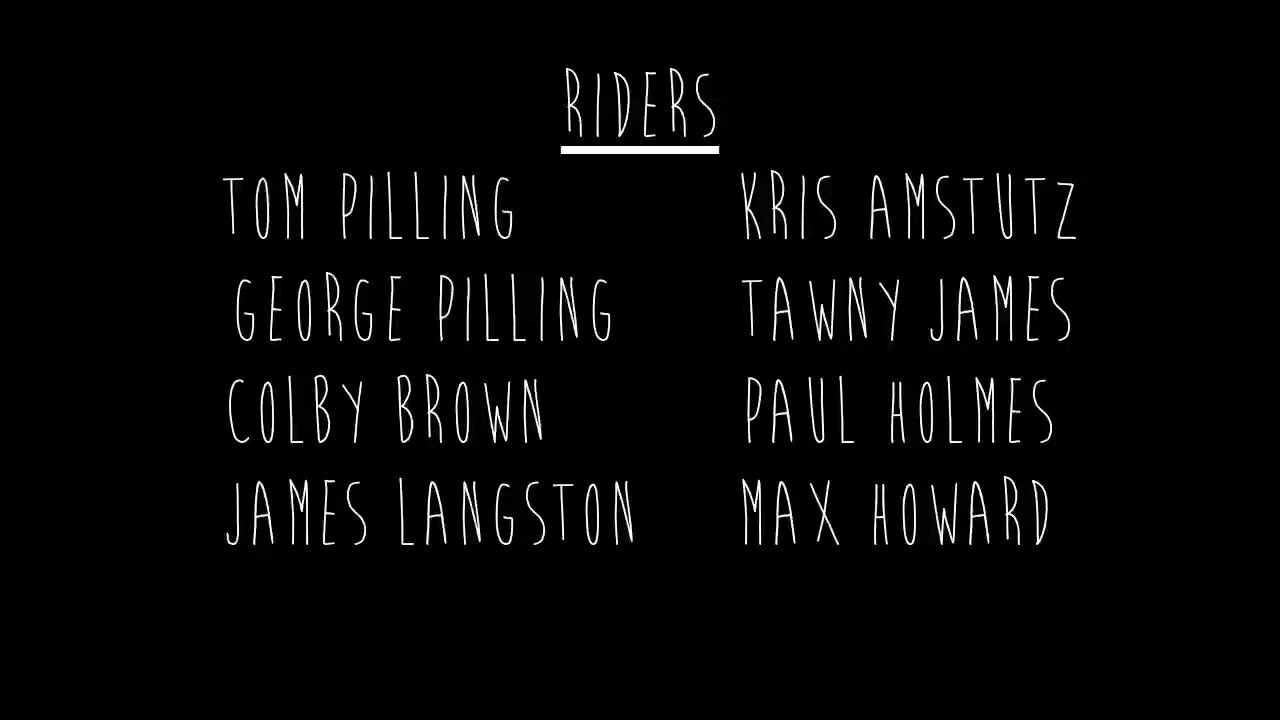 RIDERS
TOM PILLING KRIS AMSTUTZ
GEORGE PILLING TAWNY JAMES
COLBY BROWN PAUL HOLMES
JAMES LANGSTON MAX HOWARD